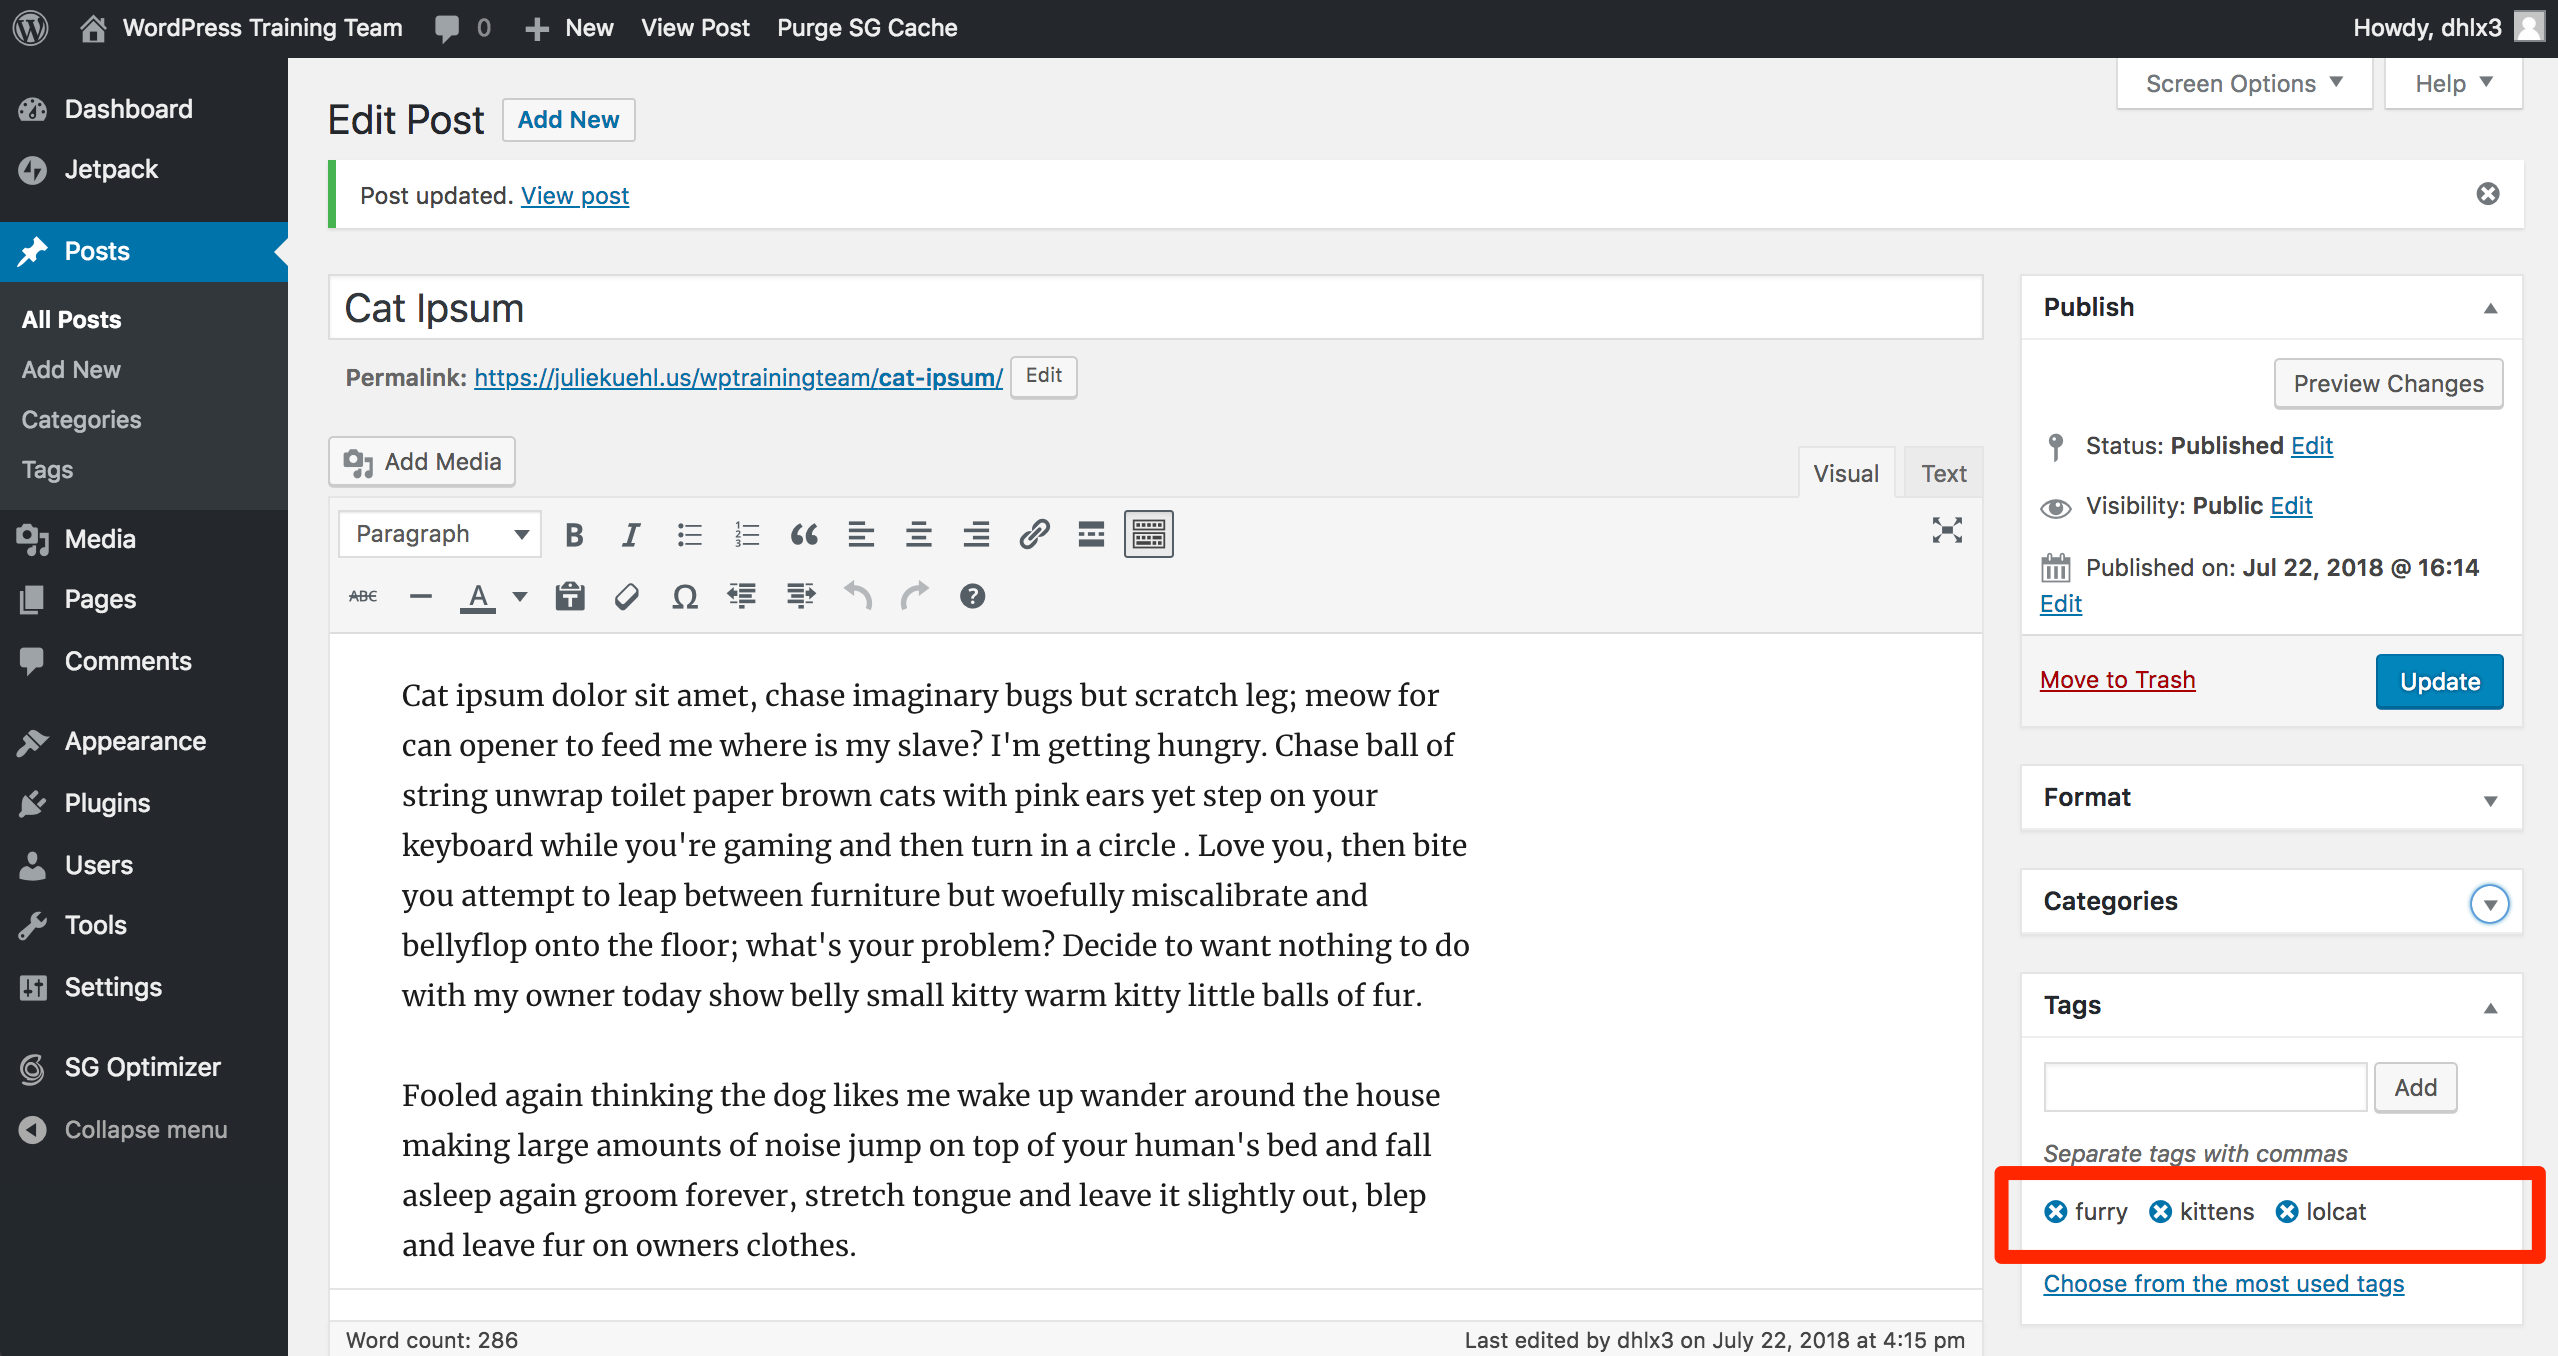 WordPress Training Team 0 New View Post Purge SG Cache Howdy, dhlx3
Dashboard
Jetpack
Posts
All Posts
Add New
Categories
Tags
Media
Pages
Comments
Appearance
Plugins
Users
Tools
Settings
SG Optimizer
Collapse menu
Screen Options Help
Edit Post Add New
Post updated. View post
Cat Ipsum
Permalink: https://juliekuehl.us/wptrainingteam/cat-ipsum/ Edit
Add Media
Visual Text
Paragraph B I
ABC A
Cat ipsum dolor sit amet, chase imaginary bugs but scratch leg; meow for
can opener to feed me where is my slave? I'm getting hungry. Chase ball of
string unwrap toilet paper brown cats with pink ears yet step on your
keyboard while you're gaming and then turn in a circle . Love you, then bite
you attempt to leap between furniture but woefully miscalibrate and
bellyflop onto the floor; what's your problem? Decide to want nothing to do
with my owner today show belly small kitty warm kitty little balls of fur.
Fooled again thinking the dog likes me wake up wander around the house
making large amounts of noise jump on top of your human's bed and fall
asleep again groom forever, stretch tongue and leave it slightly out, blep
and leave fur on owners clothes.
Word count: 286 Last edited by dhlx3 on July 22, 2018 at 4:15 pm
Publish
Preview Changes
Status: Published Edit
Visibility: Public Edit
Published on: Jul 22, 2018 @ 16:14
Edit
Move to Trash Update
Format
Categories
Tags
Add
Separate tags with commas
furry kittens lolcat
Choose from the most used tags